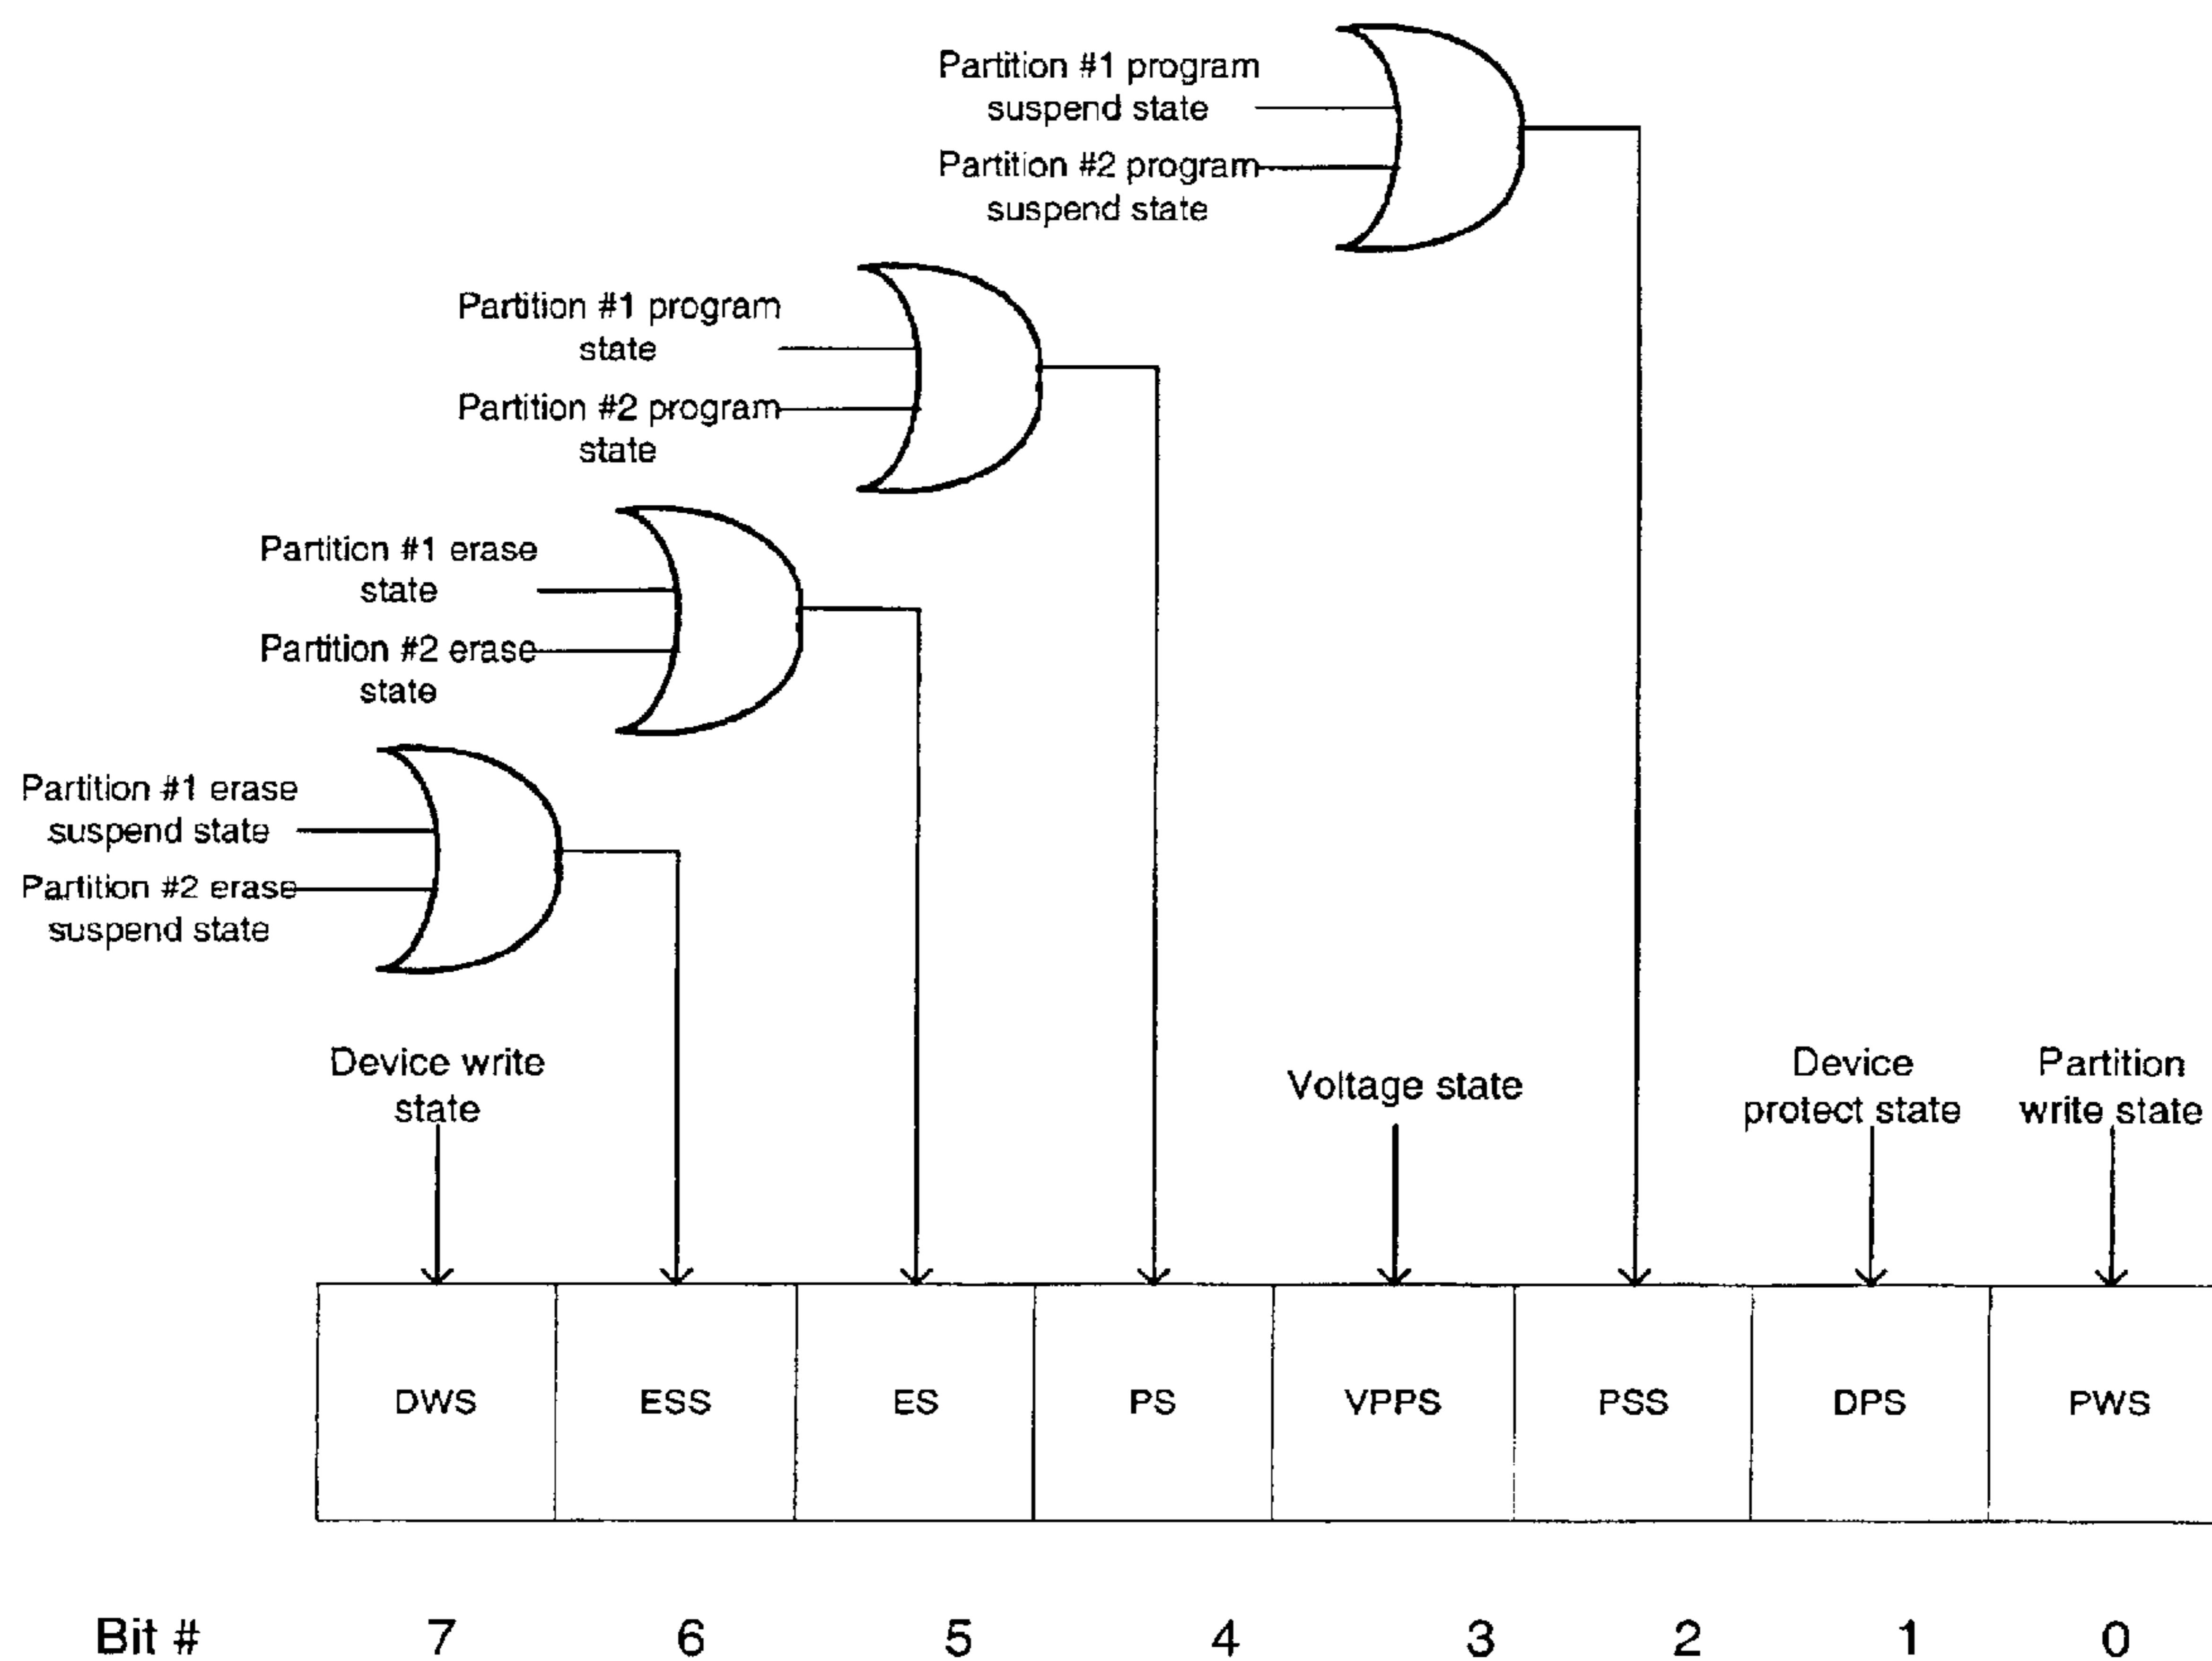 Partition #1 program
suspend state
Partition #2 program
suspend state
Partition #1 program
state
Partition #2 program
state
Partition #1 erase
state
Partition #2 erase
state
Partition #1 erase
suspend state
Partition #2 erase
suspend state
Device write
state
Voltage state
Device
protect state
Partition
write state
DWS ESS ES PS VPPS PSS DPS PWS
Bit # 7 6 5 4 3 2 1 0